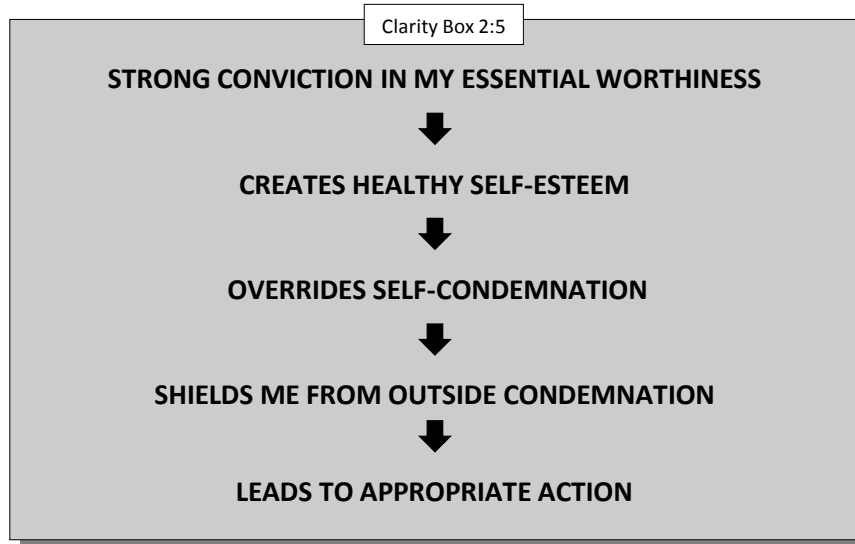 Clarity Box 2:5
STRONG CONVICTION IN MY ESSENTIAL WORTHINESS
CREATES HEALTHY SELF-ESTEEM
OVERRIDES SELF-CONDEMNATION
SHIELDS ME FROM OUTSIDE CONDEMNATION
LEADS TO APPROPRIATE ACTION